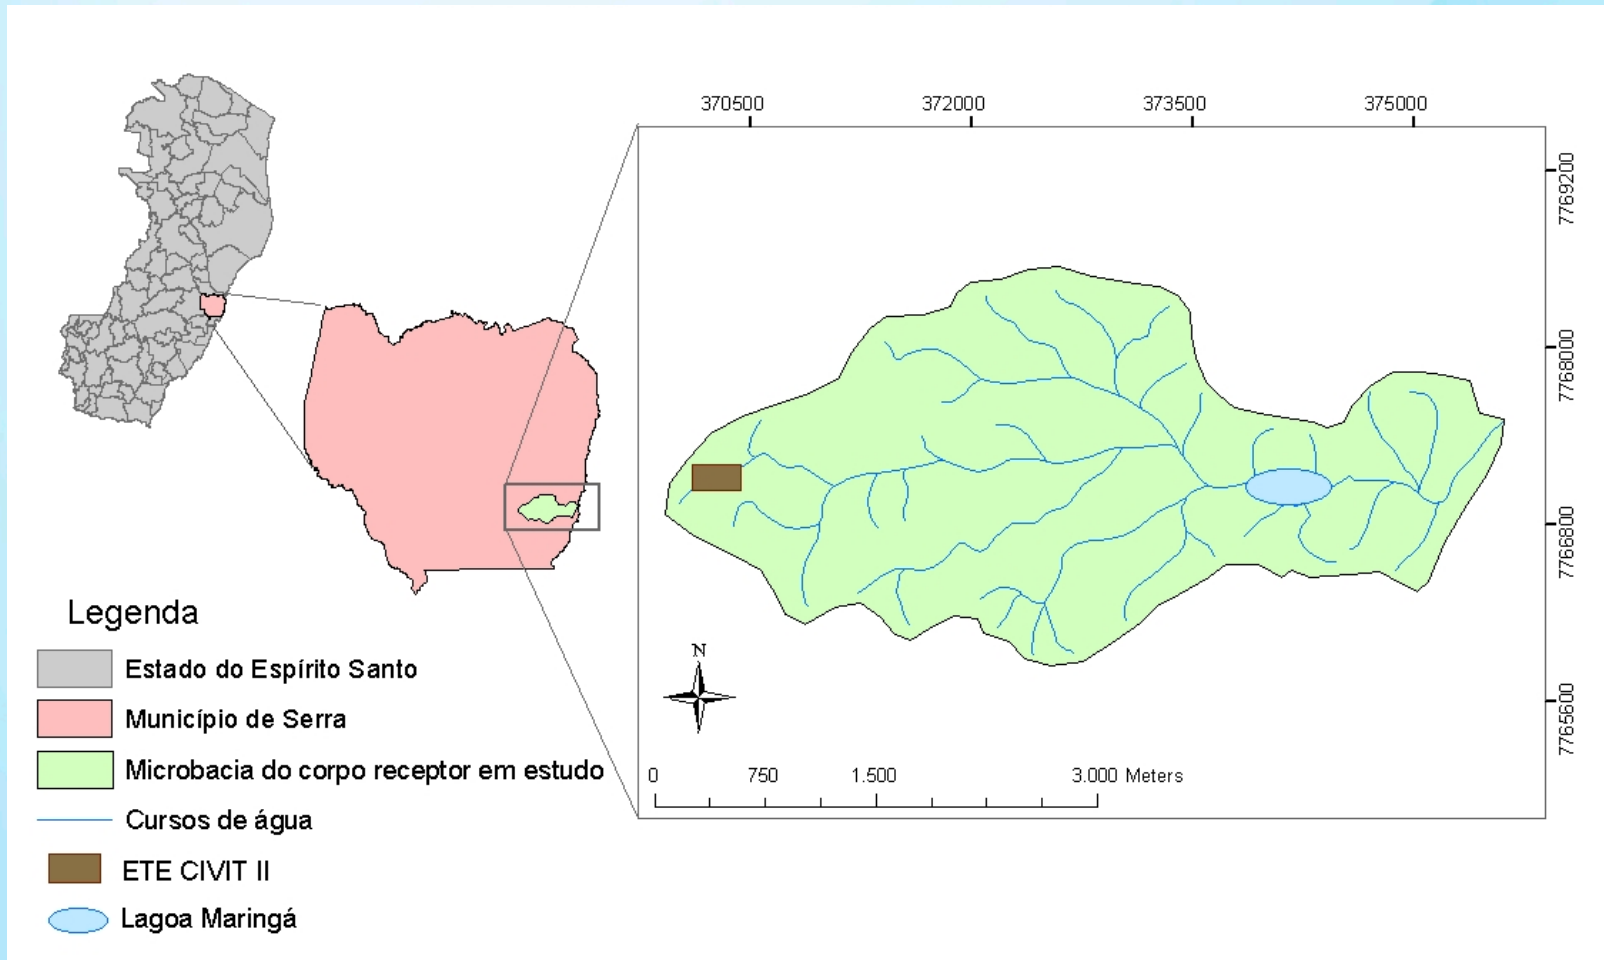 370500 372000 373500 375000
7769200
7768000
7766800
7765600
N
0 750 1.500 3.000 Meters
Legenda
Estado do Espírito Santo
Município de Serra
Microbacia do corpo receptor em estudo
Cursos de água
ETE CIVIT II
Lagoa Maringá